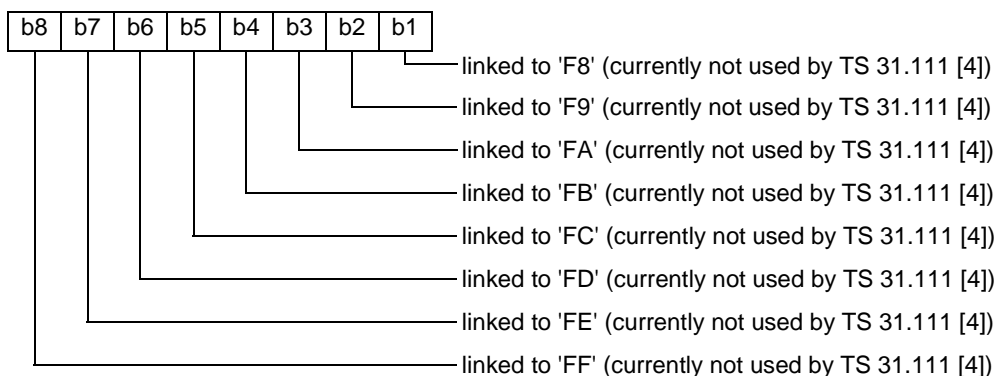 b8 b7 b6 b5 b4 b3 b2 b1
linked to 'F8' (currently not used by TS 31.111 [4])
linked to 'F9' (currently not used by TS 31.111 [4])
linked to 'FA' (currently not used by TS 31.111 [4])
linked to 'FB' (currently not used by TS 31.111 [4])
linked to 'FC' (currently not used by TS 31.111 [4])
linked to 'FD' (currently not used by TS 31.111 [4])
linked to 'FE' (currently not used by TS 31.111 [4])
linked to 'FF' (currently not used by TS 31.111 [4])